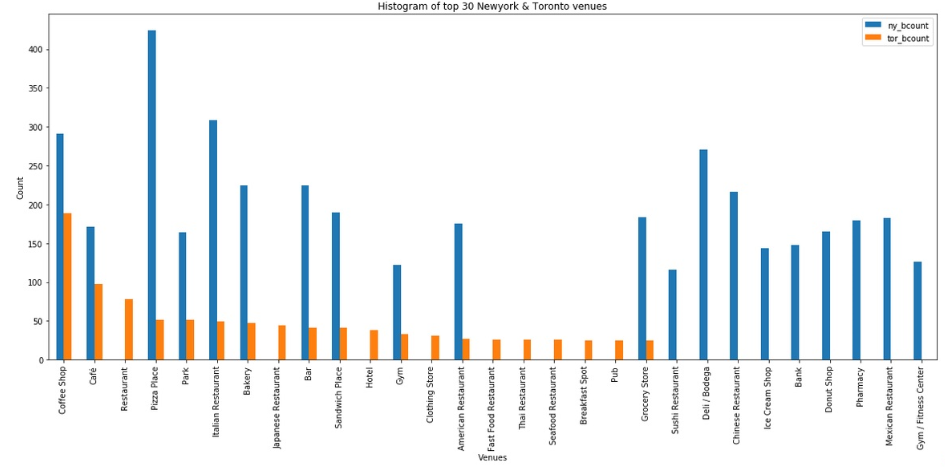 Histogram of top 30 Newyork & Toronto venues
ny_bcount
tor_bcount
Count
400
350
300
250
200
150
100
50
0
Coffee Shop
Café
Restaurant
Pizza Place
Park
Italian Restaurant
Bakery
Japanese Restaurant
Bar
Sandwich Place
Hotel
Gym
Clothing Store
American Restaurant
Fast Food Restaurant
Thai Restaurant
Seafood Restaurant
Breakfast Spot
Pub
Grocery Store
Sushi Restaurant
Deli / Bodega
Chinese Restaurant
Ice Cream Shop
Bank
Donut Shop
Pharmacy
Mexican Restaurant
Gym / Fitness Center
Venues